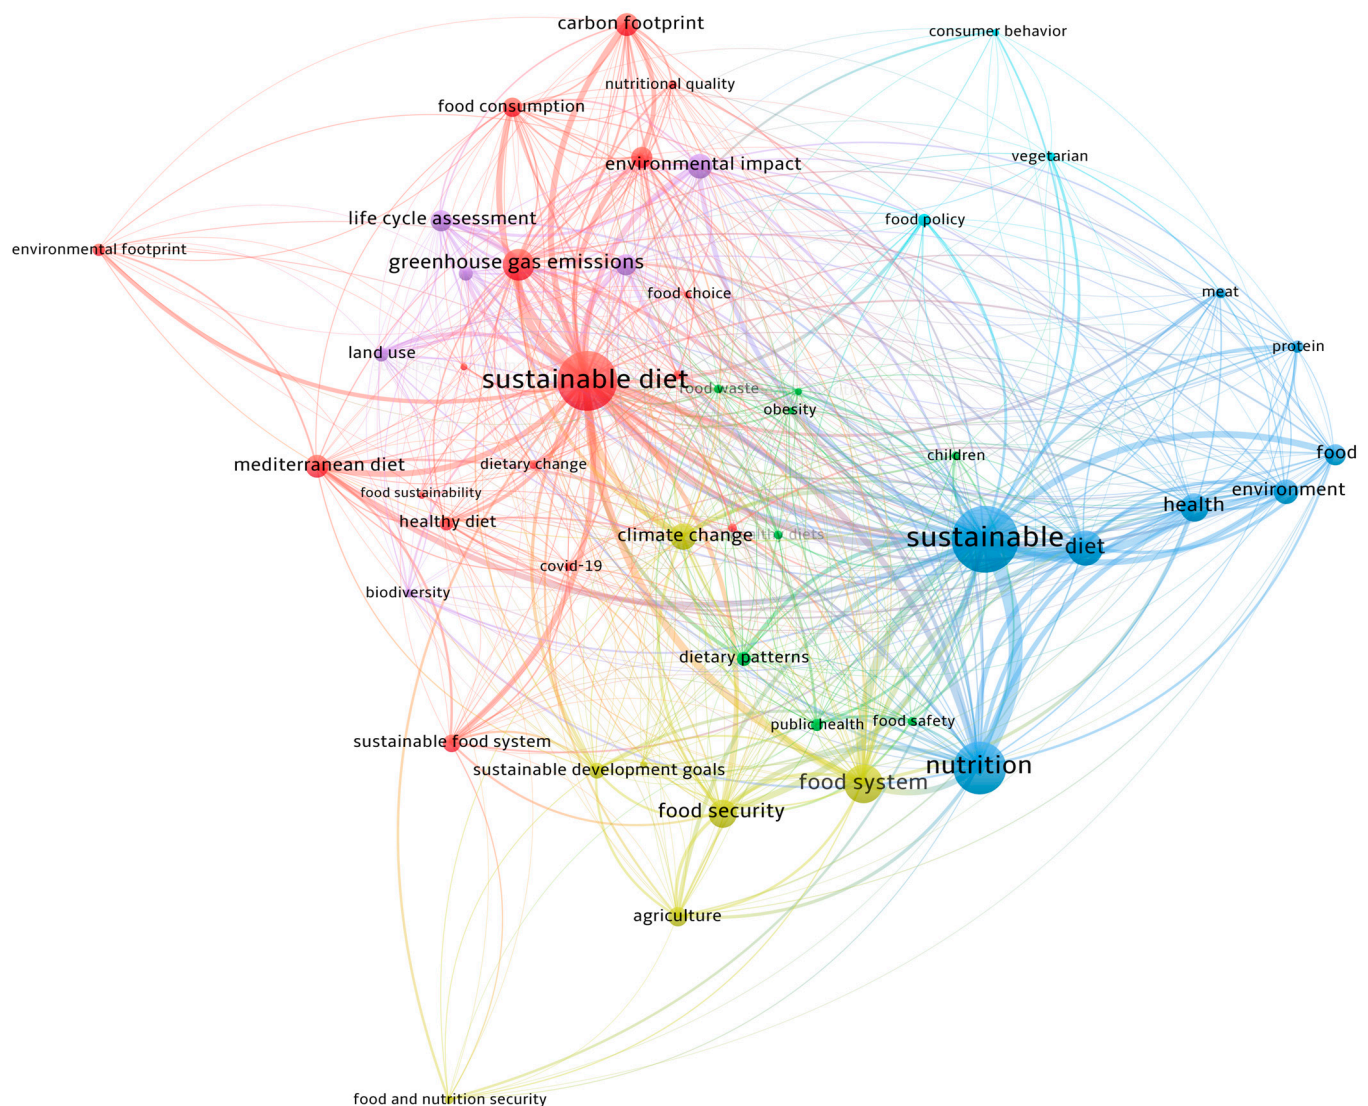 carbon footprint
consumer behavior
nutritional quality
food consumption
vegetarian
environmental impact
life cycle assessment
food policy
environmental footprint
greenhouse gas emissions
food choice
meat
protein
land use
sustainable diet
food waste
obesity
children
food
mediterranean diet
dietary change
food sustainability
environment
health
healthy diet
climate change
diets
sustainable
diet
covid-19
biodiversity
dietary patterns
public health
food safety
sustainable food system
sustainable development goals
nutrition
food system
food security
agriculture
food and nutrition security